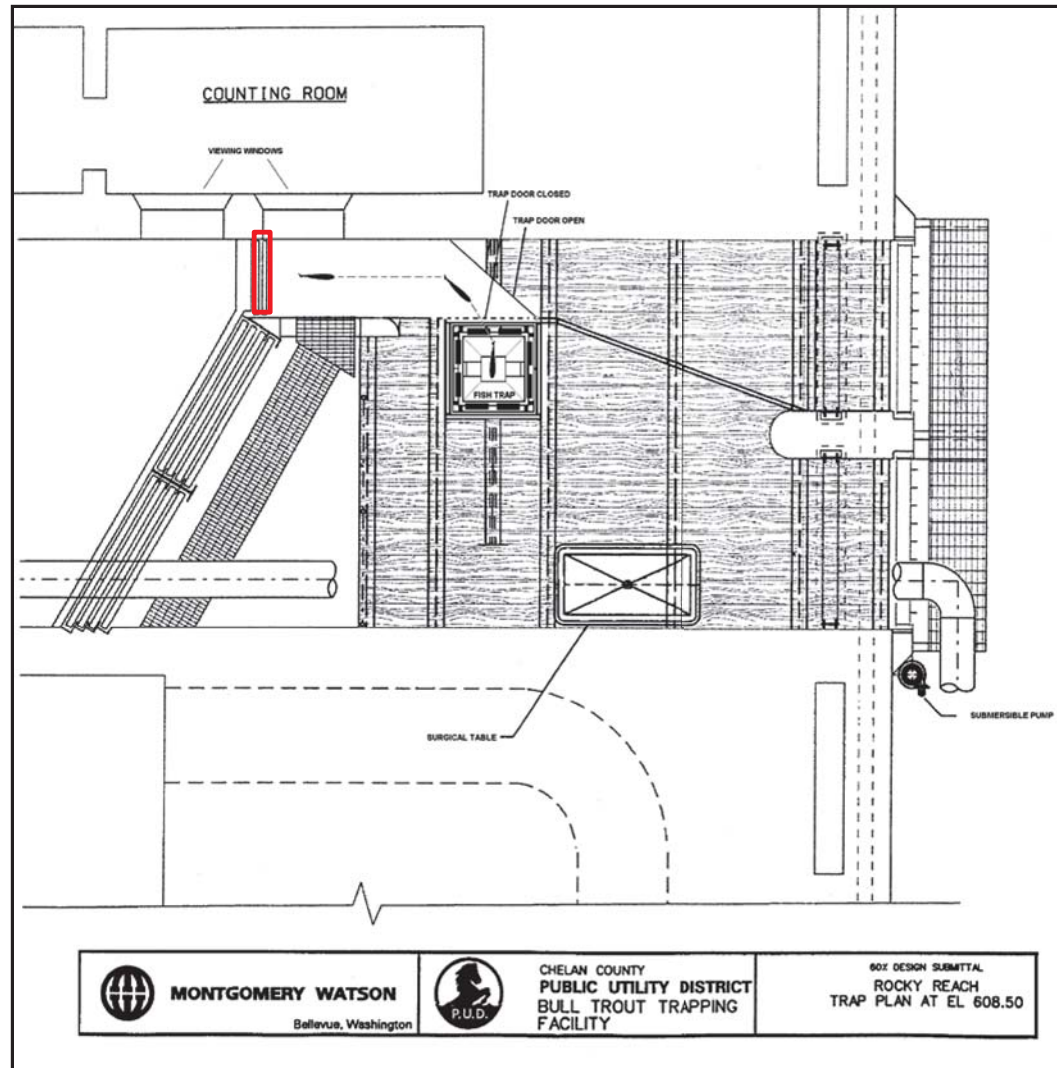 COUNTING ROOM
VIEWING WINDOWS
TRAP DOOR CLOSED
TRAP DOOR OPEN
FISH TRAP
SURGICAL TABLE
SUBMERSIBLE PUMP
MONTGOMERY WATSON
Bellevue, Washington
P.U.D.
CHELAN COUNTY
PUBLIC UTILITY DISTRICT
BULL TROUT TRAPPING
FACILITY
60% DESIGN SUBMITTAL
ROCKY REACH
TRAP PLAN AT EL 608.50